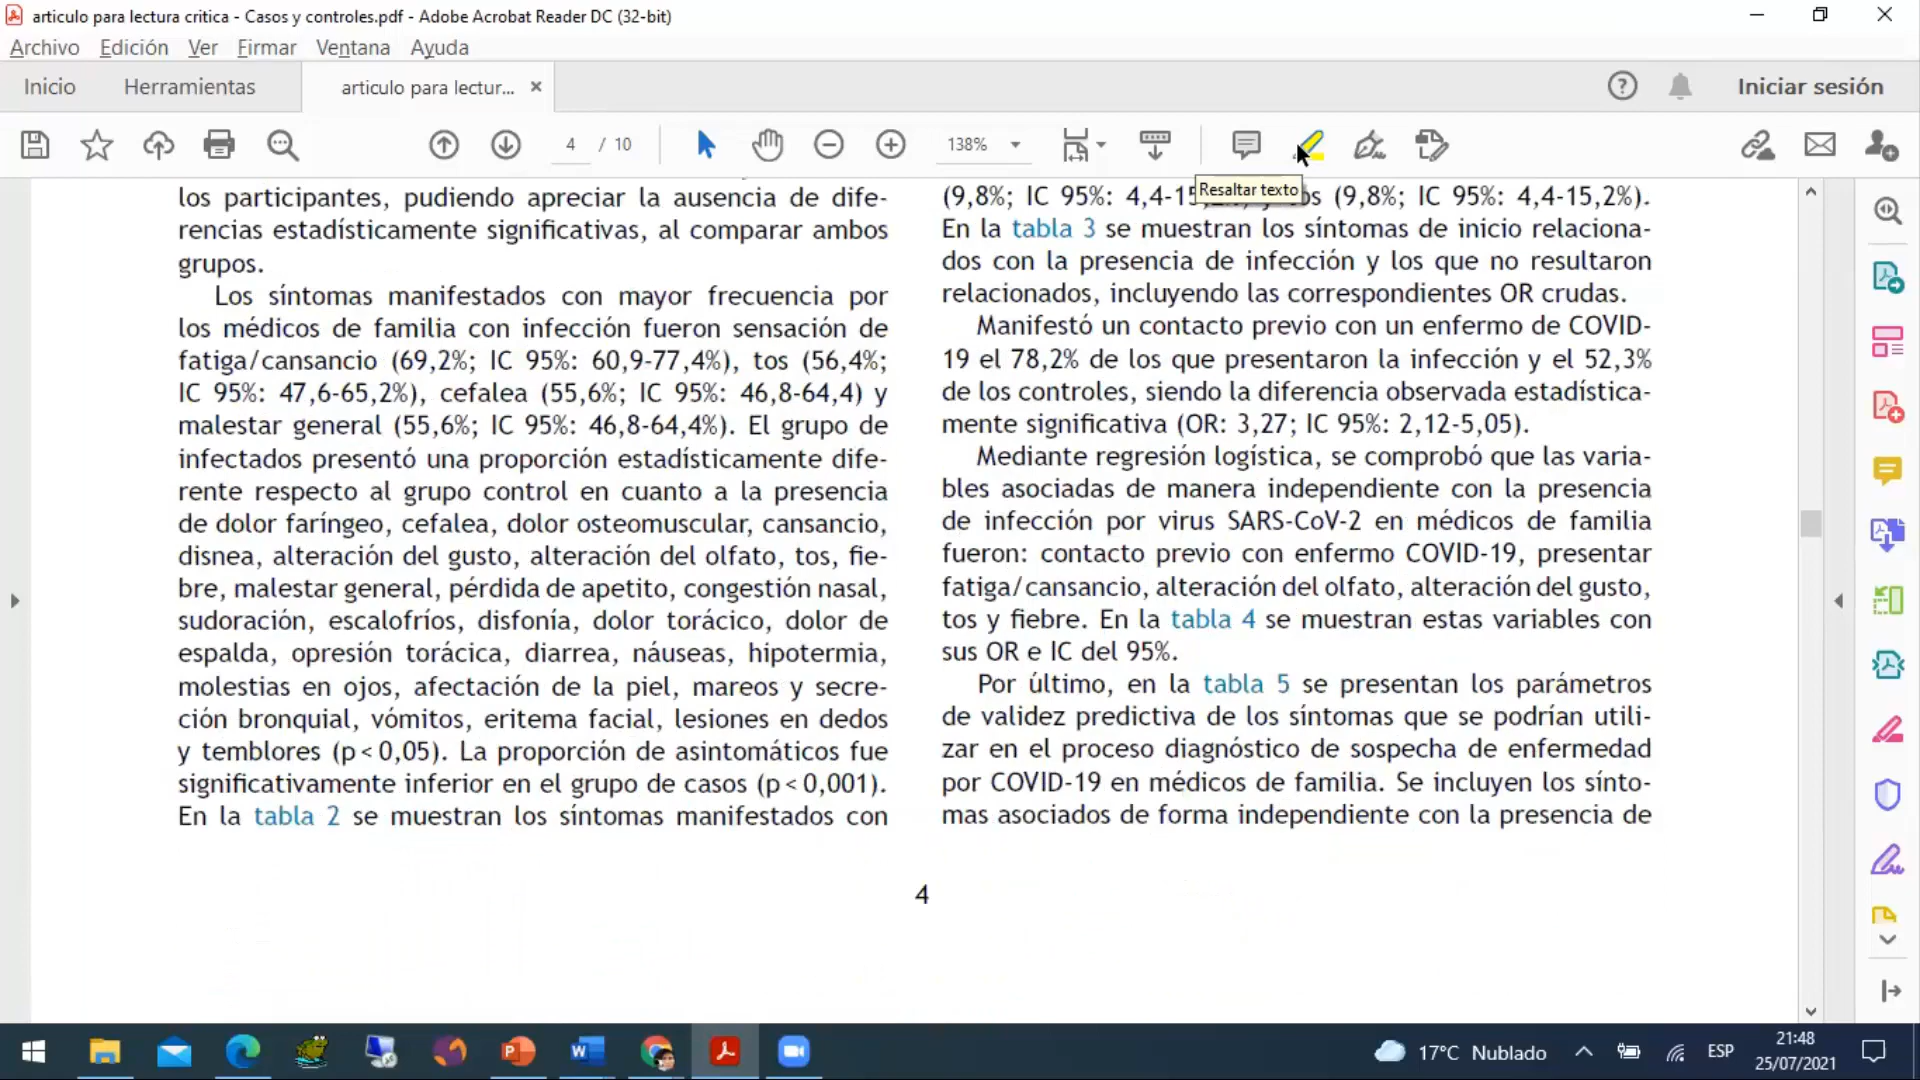 articulo para lectura critica - Casos y controles.pdf - Adobe Acrobat Reader DC (32-bit)
Archivo Edición Ver Firmar Ventana Ayuda
Inicio Herramientas articulo para lectur... × Iniciar sesión
4 / 10 138%
Resaltar texto
los participantes, pudiendo apreciar la ausencia de dife-
rencias estadísticamente significativas, al comparar ambos
grupos.
Los síntomas manifestados con mayor frecuencia por
los médicos de familia con infección fueron sensación de
fatiga/cansancio (69,2%; IC 95%: 60,9-77,4%), tos (56,4%;
IC 95%: 47,6-65,2%), cefalea (55,6%; IC 95%: 46,8-64,4) y
malestar general (55,6%; IC 95%: 46,8-64,4%). El grupo de
infectados presentó una proporción estadísticamente dife-
rente respecto al grupo control en cuanto a la presencia
de dolor faríngeo, cefalea, dolor osteomuscular, cansancio,
disnea, alteración del gusto, alteración del olfato, tos, fie-
bre, malestar general, pérdida de apetito, congestión nasal,
sudoración, escalofríos, disfonía, dolor torácico, dolor de
espalda, opresión torácica, diarrea, náuseas, hipotermia,
molestias en ojos, afectación de la piel, mareos y secre-
ción bronquial, vómitos, eritema facial, lesiones en dedos
y temblores (p < 0,05). La proporción de asintomáticos fue
significativamente inferior en el grupo de casos (p < 0,001).
En la tabla 2 se muestran los síntomas manifestados con
(9,8%; IC 95%: 4,4-15 (9,8%; IC 95%: 4,4-15,2%).
En la tabla 3 se muestran los síntomas de inicio relaciona-
dos con la presencia de infección y los que no resultaron
relacionados, incluyendo las correspondientes OR crudas.
Manifestó un contacto previo con un enfermo de COVID-
19 el 78,2% de los que presentaron la infección y el 52,3%
de los controles, siendo la diferencia observada estadística-
mente significativa (OR: 3,27; IC 95%: 2,12-5,05).
Mediante regresión logística, se comprobó que las varia-
bles asociadas de manera independiente con la presencia
de infección por virus SARS-CoV-2 en médicos de familia
fueron: contacto previo con enfermo COVID-19, presentar
fatiga/cansancio, alteración del olfato, alteración del gusto,
tos y fiebre. En la tabla 4 se muestran estas variables con
sus OR e IC del 95%.
Por último, en la tabla 5 se presentan los parámetros
de validez predictiva de los síntomas que se podrían utili-
zar en el proceso diagnóstico de sospecha de enfermedad
por COVID-19 en médicos de familia. Se incluyen los sínto-
mas asociados de forma independiente con la presencia de
4
17°C Nublado ESP 21:48
25/07/2021